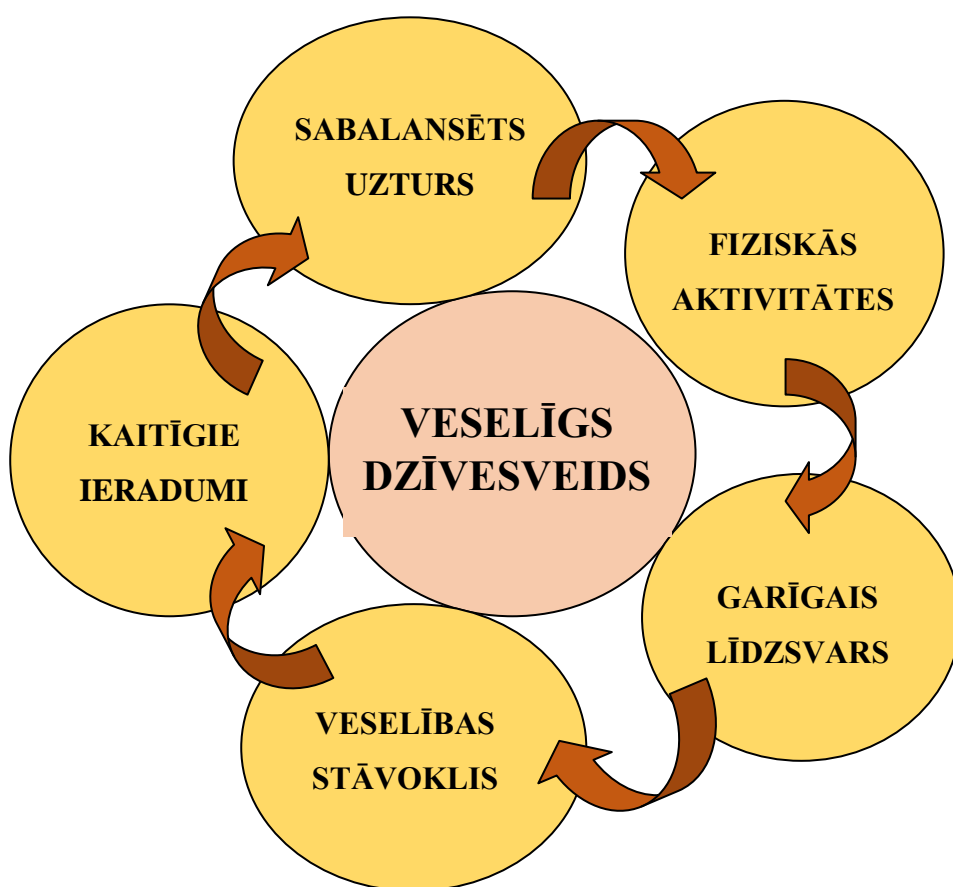 SABALANSĒTS
UZTURS
FIZISKĀS
AKTIVITĀTES
VESELĪGS
DZĪVESVEIDS
KAITĪGIE
IERADUMI
GARĪGAIS
LĪDZSVARS
VESELĪBAS
STĀVOKLIS